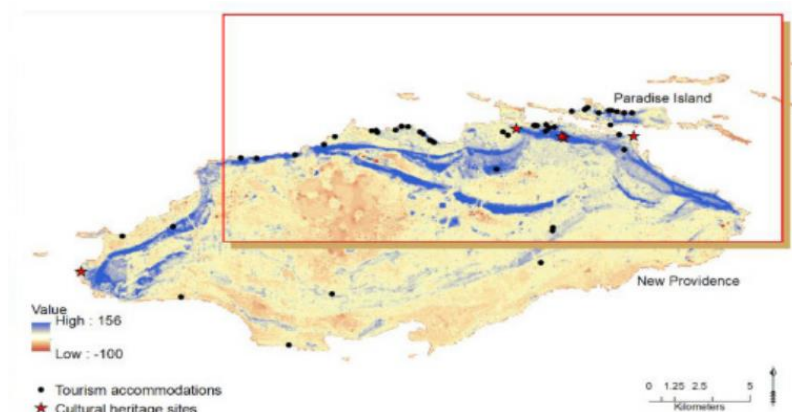 Paradise Island
New Providence
Value
High : 156
Low : -100
Tourism accommodations
Cultural heritage sites
0 1.25 2.5 5
Kilometers